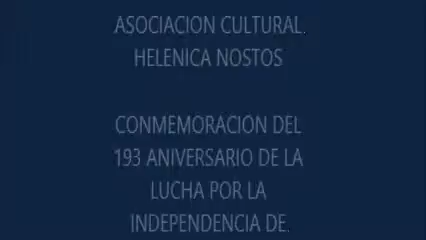 ASOCIACION CULTURAL.
HELENICA NOSTOS
CONMEMORACION DEL
193 ANIVERSARIO DE LA
LUCHA POR LA
INDEPENDENCIA DE.